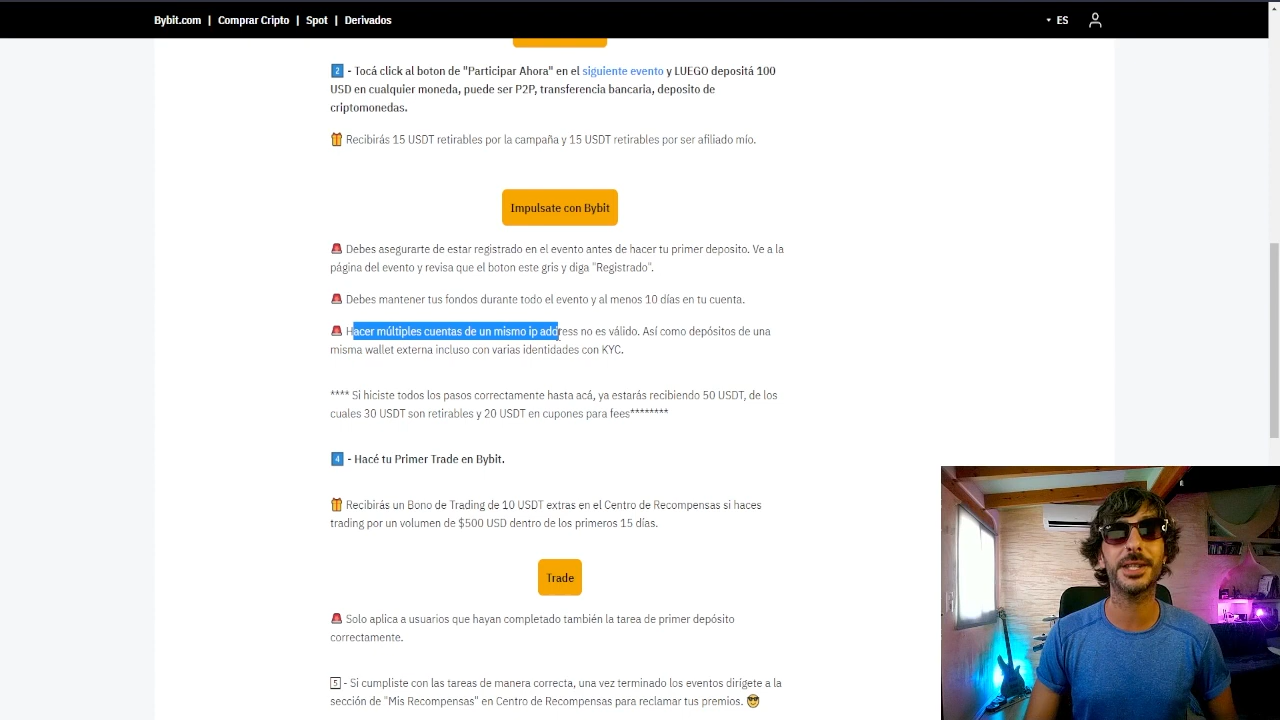 Bybit.com | Comprar Cripto | Spot | Derivados
ES
2 - Tocá click al boton de "Participar Ahora" en el siguiente evento y LUEGO depositá 100
USD en cualquier moneda, puede ser P2P, transferencia bancaria, deposito de
criptomonedas.
🎁 Recibirás 15 USDT retirables por la campaña y 15 USDT retirables por ser afiliado mío.
Impulsate con Bybit
🚨 Debes asegurarte de estar registrado en el evento antes de hacer tu primer deposito. Ve a la
página del evento y revisa que el boton este gris y diga "Registrado".
🚨 Debes mantener tus fondos durante todo el evento y al menos 10 días en tu cuenta.
🚨 Hacer múltiples cuentas de un mismo ip address no es válido. Así como depósitos de una
misma wallet externa incluso con varias identidades con KYC.
**** Si hiciste todos los pasos correctamente hasta acá, ya estarás recibiendo 50 USDT, de los
cuales 30 USDT son retirables y 20 USDT en cupones para fees********
4 - Hacé tu Primer Trade en Bybit.
🎁 Recibirás un Bono de Trading de 10 USDT extras en el Centro de Recompensas si haces
trading por un volumen de $500 USD dentro de los primeros 15 días.
Trade
🚨 Solo aplica a usuarios que hayan completado también la tarea de primer depósito
correctamente.
5 - Si cumpliste con las tareas de manera correcta, una vez terminado los eventos dirígete a la
sección de "Mis Recompensas" en Centro de Recompensas para reclamar tus premios. 😎